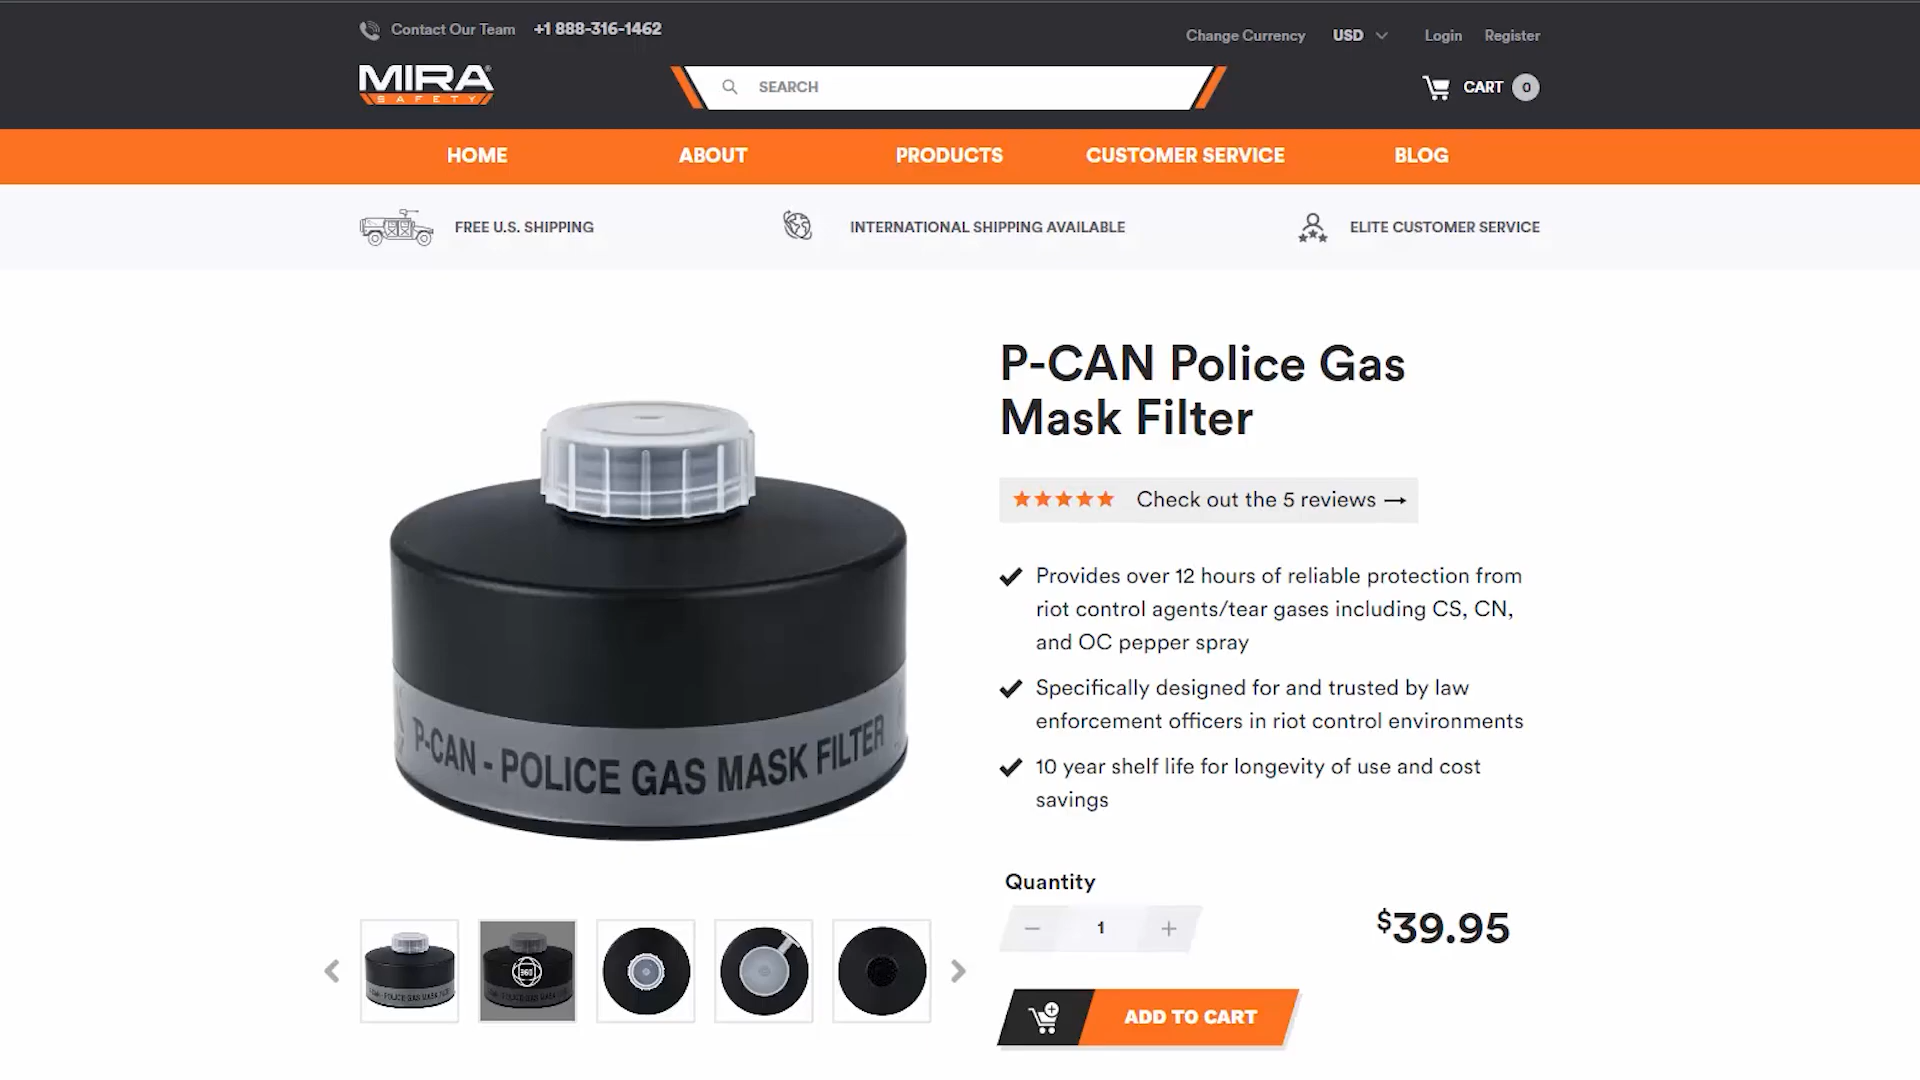 Contact Our Team +1 888-316-1462
Change Currency USD Login Register
MIRA®
SAFETY
SEARCH
CART 0
HOME ABOUT PRODUCTS CUSTOMER SERVICE BLOG
FREE U.S. SHIPPING INTERNATIONAL SHIPPING AVAILABLE ELITE CUSTOMER SERVICE
P-CAN - POLICE GAS MASK FILTER
360
P-CAN Police Gas
Mask Filter
Check out the 5 reviews →
Provides over 12 hours of reliable protection from
riot control agents/tear gases including CS, CN,
and OC pepper spray
Specifically designed for and trusted by law
enforcement officers in riot control environments
10 year shelf life for longevity of use and cost
savings
Quantity
− 1 +
$39.95
ADD TO CART